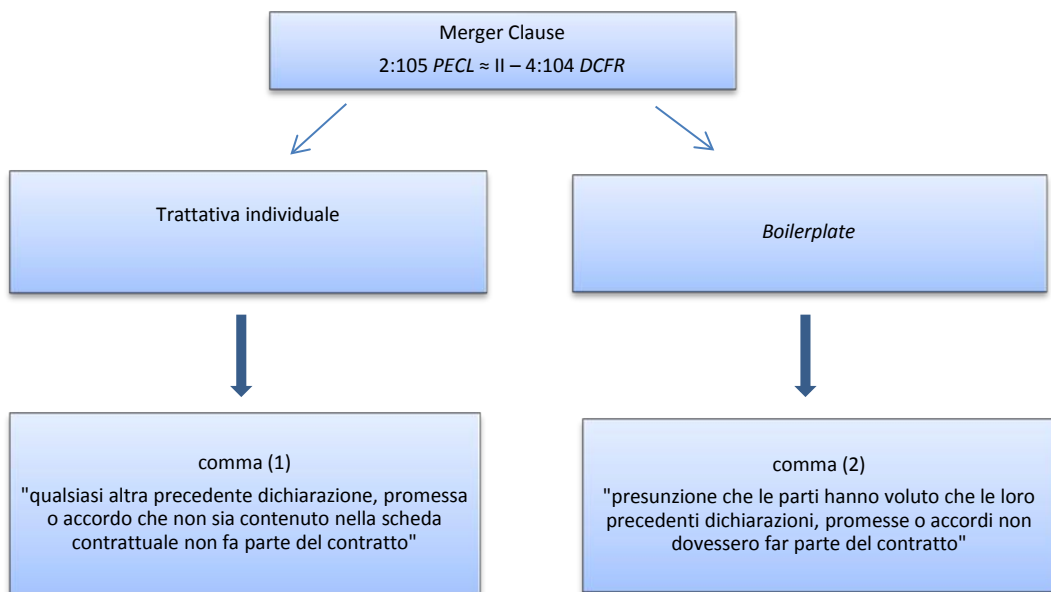 Merger Clause
2:105 PECL ≈ II – 4:104 DCFR
Trattativa individuale
Boilerplate
comma (1)
"qualsiasi altra precedente dichiarazione, promessa
o accordo che non sia contenuto nella scheda
contrattuale non fa parte del contratto"
comma (2)
"presunzione che le parti hanno voluto che le loro
precedenti dichiarazioni, promesse o accordi non
dovessero far parte del contratto"